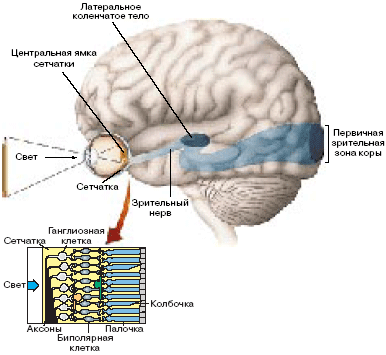 Латеральное
коленчатое тело
Центральная ямка
сетчатки
Свет
Сетчатка
Зрительный
нерв
Первичная
зрительная
зона коры
Ганглиозная
клетка
Сетчатка
Свет
Колбочка
Аксоны
Палочка
Биполярная
клетка